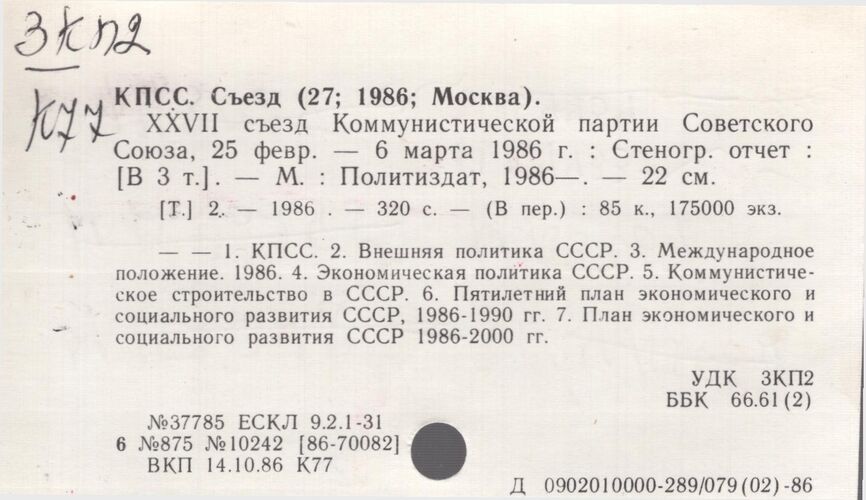 3КП2
К77
КПСС. Съезд (27; 1986; Москва).
XXVII съезд Коммунистической партии Советского
Союза, 25 февр. — 6 марта 1986 г. : Стеногр. отчет :
[В 3 т.]. — М. : Политиздат, 1986—. — 22 см.
[Т.] 2. — 1986 . — 320 с. — (В пер.) : 85 к., 175000 экз.
— — 1. КПСС. 2. Внешняя политика СССР. 3. Международное
положение. 1986. 4. Экономическая политика СССР. 5. Коммунистиче-
ское строительство в СССР. 6. Пятилетний план экономического и
социального развития СССР, 1986-1990 гг. 7. План экономического и
социального развития СССР 1986-2000 гг.
УДК 3КП2
ББК 66.61 (2)
№37785 ЕСКЛ 9.2.1-31
6 №875 №10242 [86-70082]
ВКП 14.10.86 К77
Д 0902010000-289/079 (02) -86